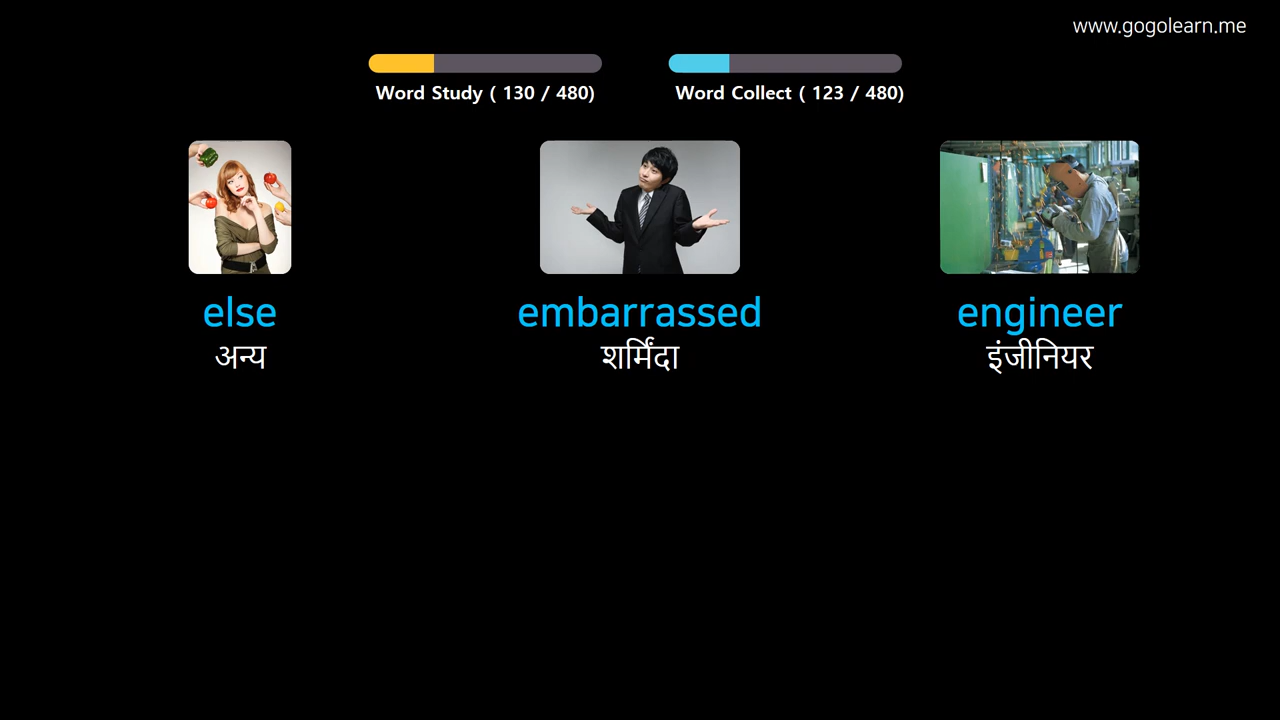 www.gogolearn.me
Word Study ( 130 / 480)
Word Collect ( 123 / 480)
else
embarrassed
engineer
अन्य
शर्मिंदा
इंजीनियर